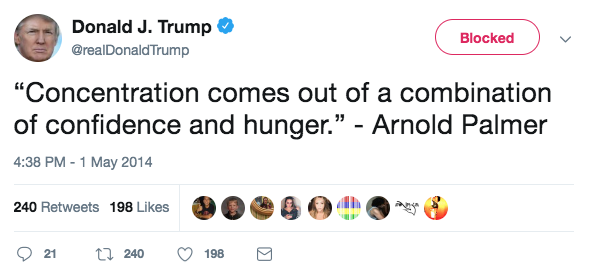 Donald J. Trump
@realDonaldTrump
Blocked
“Concentration comes out of a combination
of confidence and hunger.” - Arnold Palmer
4:38 PM - 1 May 2014
240 Retweets 198 Likes
21 240 198